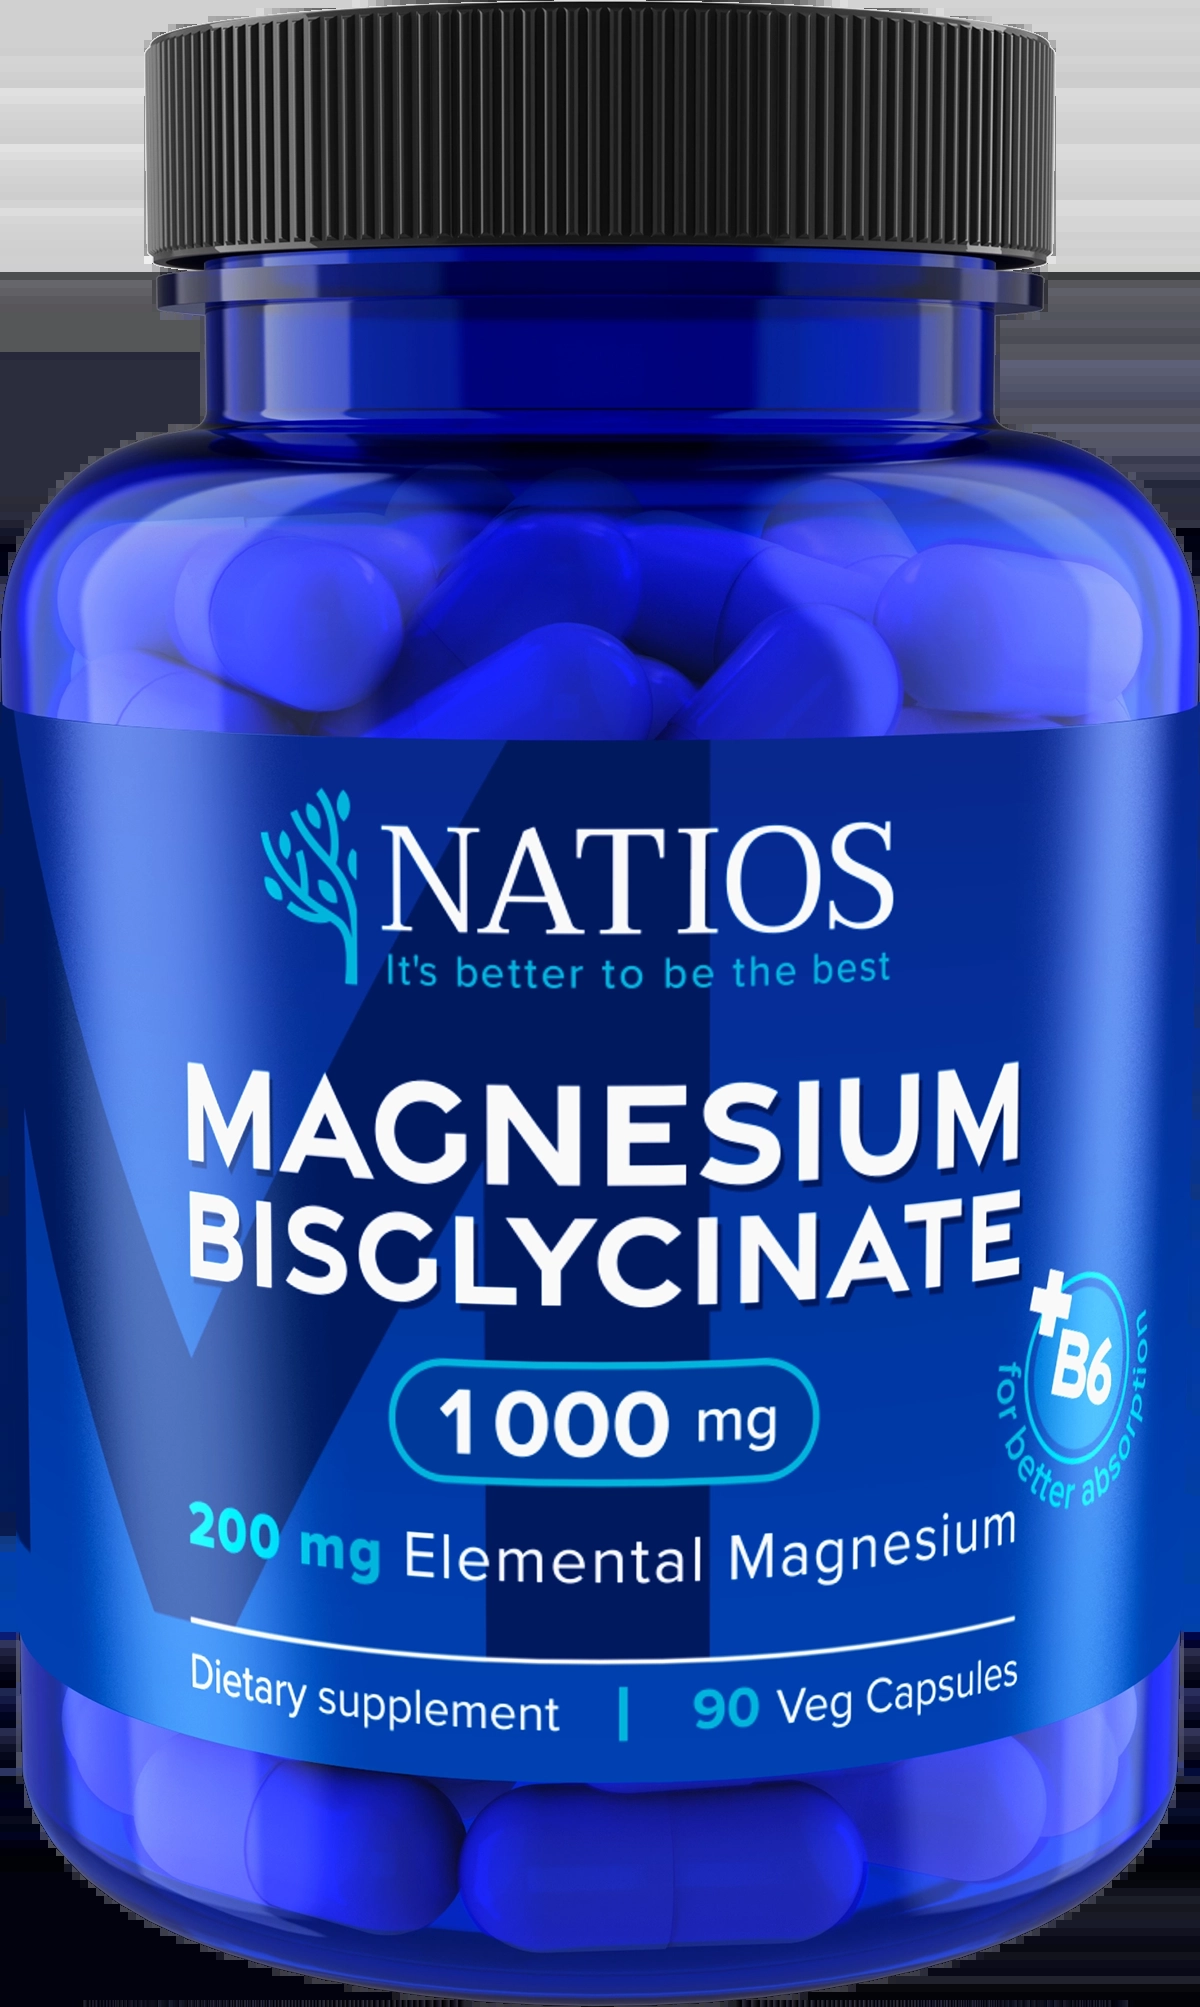 NATIOS
It's better to be the best
MAGNESIUM
BISGLYCINATE
+B6
for better absorption
1000 mg
200 mg Elemental Magnesium
Dietary supplement | 90 Veg Capsules